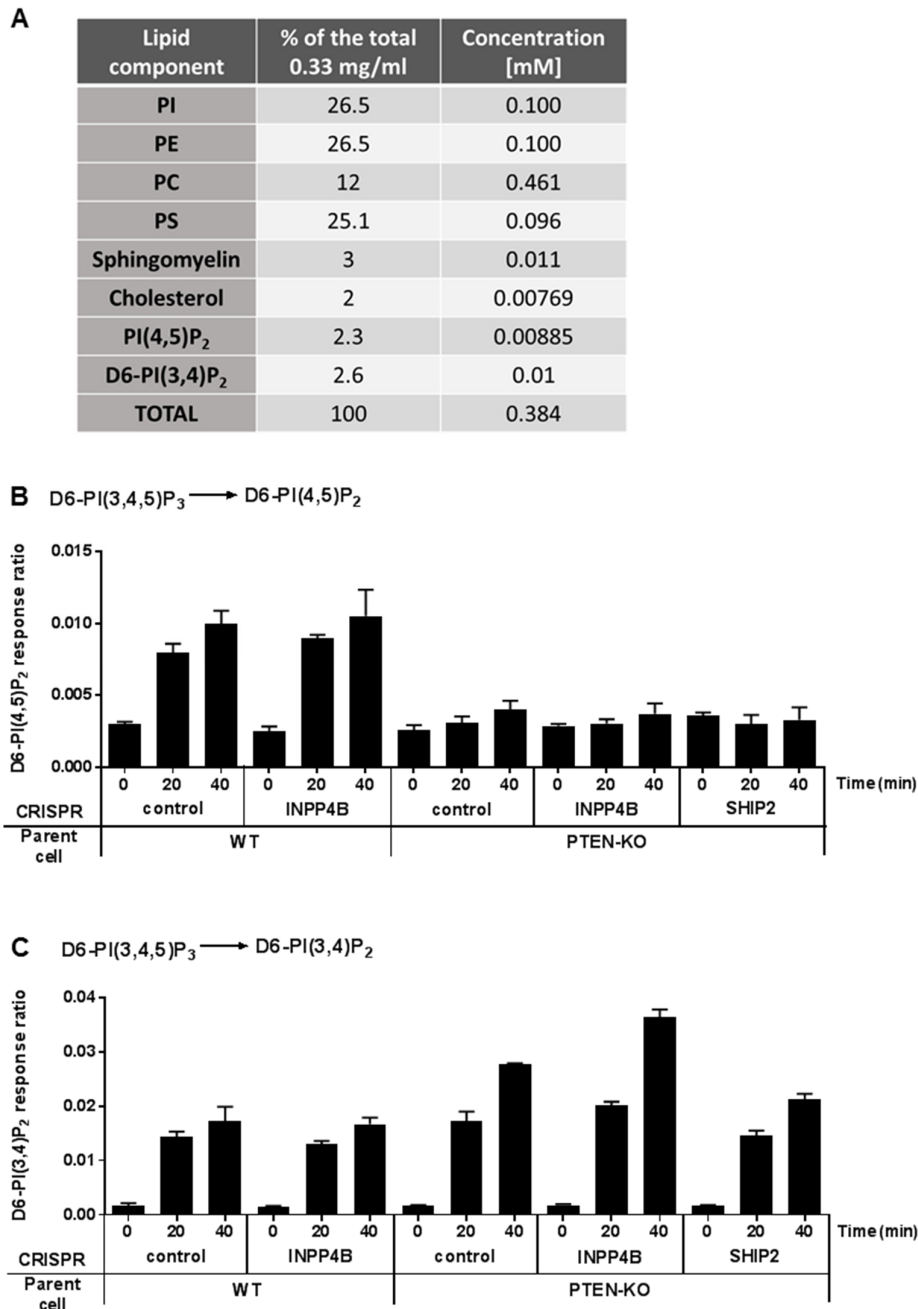 A
Lipid component % of the total 0.33 mg/ml Concentration [mM]
PI 26.5 0.100
PE 26.5 0.100
PC 12 0.461
PS 25.1 0.096
Sphingomyelin 3 0.011
Cholesterol 2 0.00769
PI(4,5)P₂ 2.3 0.00885
D6-PI(3,4)P₂ 2.6 0.01
TOTAL 100 0.384
B D6-PI(3,4,5)P₃ → D6-PI(4,5)P₂
D6-PI(4,5)P₂ response ratio
0.015
0.010
0.005
0.000
0 20 40 0 20 40 0 20 40 0 20 40 0 20 40 Time (min)
CRISPR control INPP4B control INPP4B SHIP2
Parent cell WT PTEN-KO
C D6-PI(3,4,5)P₃ → D6-PI(3,4)P₂
D6-PI(3,4)P₂ response ratio
0.04
0.03
0.02
0.01
0.00
0 20 40 0 20 40 0 20 40 0 20 40 0 20 40 Time (min)
CRISPR control INPP4B control INPP4B SHIP2
Parent cell WT PTEN-KO